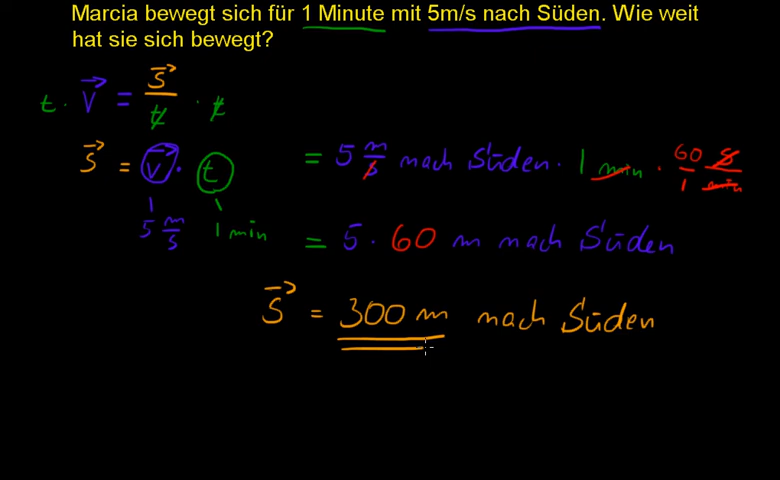 Marcia bewegt sich für 1 Minute mit 5m/s nach Süden. Wie weit
hat sie sich bewegt?
t · v⃗ = s⃗/t · t
s⃗ = v⃗ · t
5 m/s 1 min
= 5 m/s nach Süden · 1 min · 60/1 s/min
= 5 · 60 m nach Süden
s⃗ = 300 m nach Süden